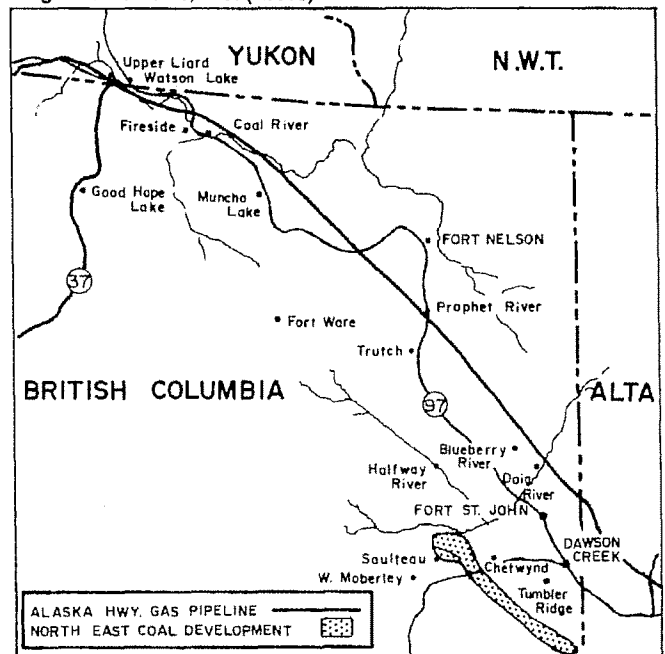 YUKON
N.W.T.
Upper Liard
Watson Lake
Fireside
Coal River
Good Hope
Lake
Muncho
Lake
FORT NELSON
37
Prophet River
Fort Ware
Trutch
BRITISH COLUMBIA
ALTA
97
Blueberry
River
Halfway
River
Doig
River
FORT ST. JOHN
DAWSON
CREEK
Saulteau
Chetwynd
W. Moberley
Tumbler
Ridge
ALASKA HWY. GAS PIPELINE
NORTH EAST COAL DEVELOPMENT